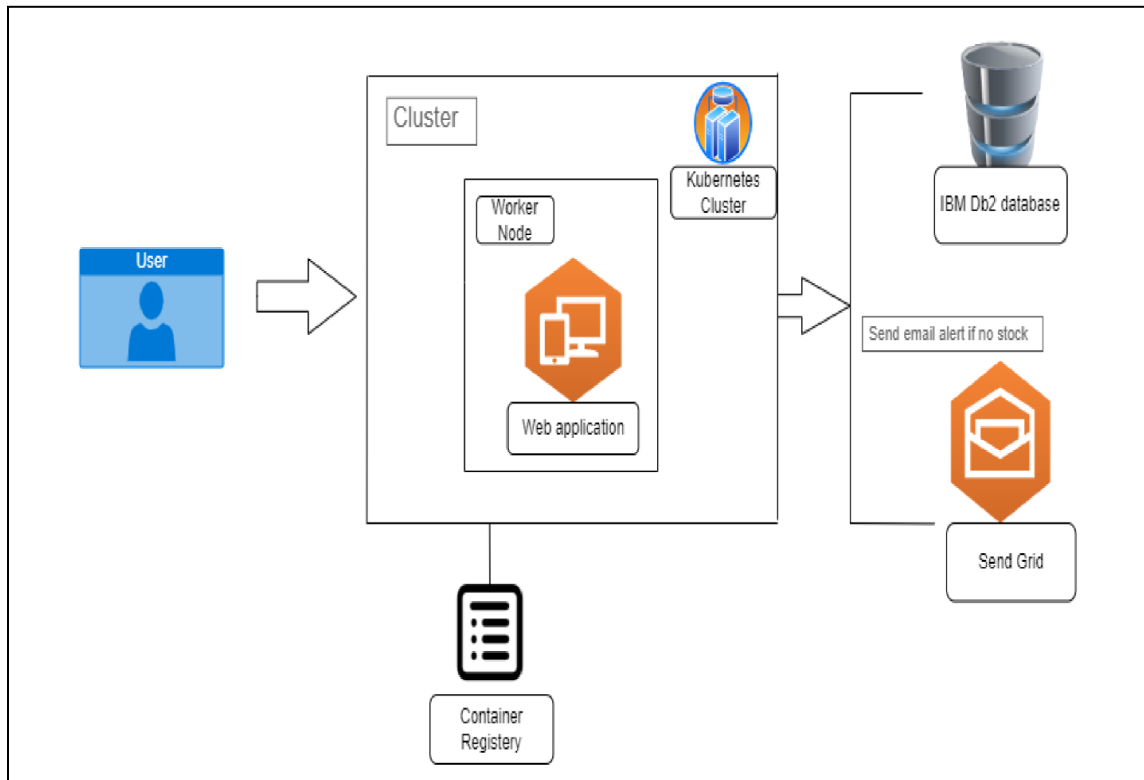 User
Cluster
Kubernetes
Cluster
Worker
Node
Web application
Container
Registery
IBM Db2 database
Send email alert if no stock
Send Grid